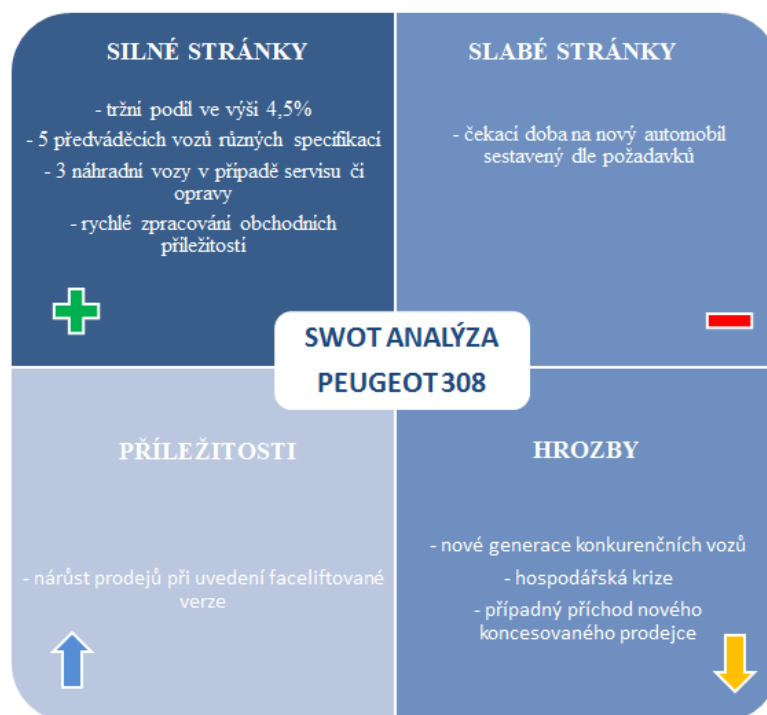 SILNÉ STRÁNKY
- tržní podíl ve výši 4,5%
- 5 předváděcích vozů různých specifikací
- 3 náhradní vozy v případě servisu či
opravy
- rychlé zpracování obchodních
příležitostí
SLABÉ STRÁNKY
- čekací doba na nový automobil
sestavený dle požadavků
SWOT ANALÝZA
PEUGEOT 308
PŘÍLEŽITOSTI
- nárůst prodejů při uvedení faceliftované
verze
HROZBY
- nové generace konkurenčních vozů
- hospodářská krize
- případný příchod nového
koncesovaného prodejce